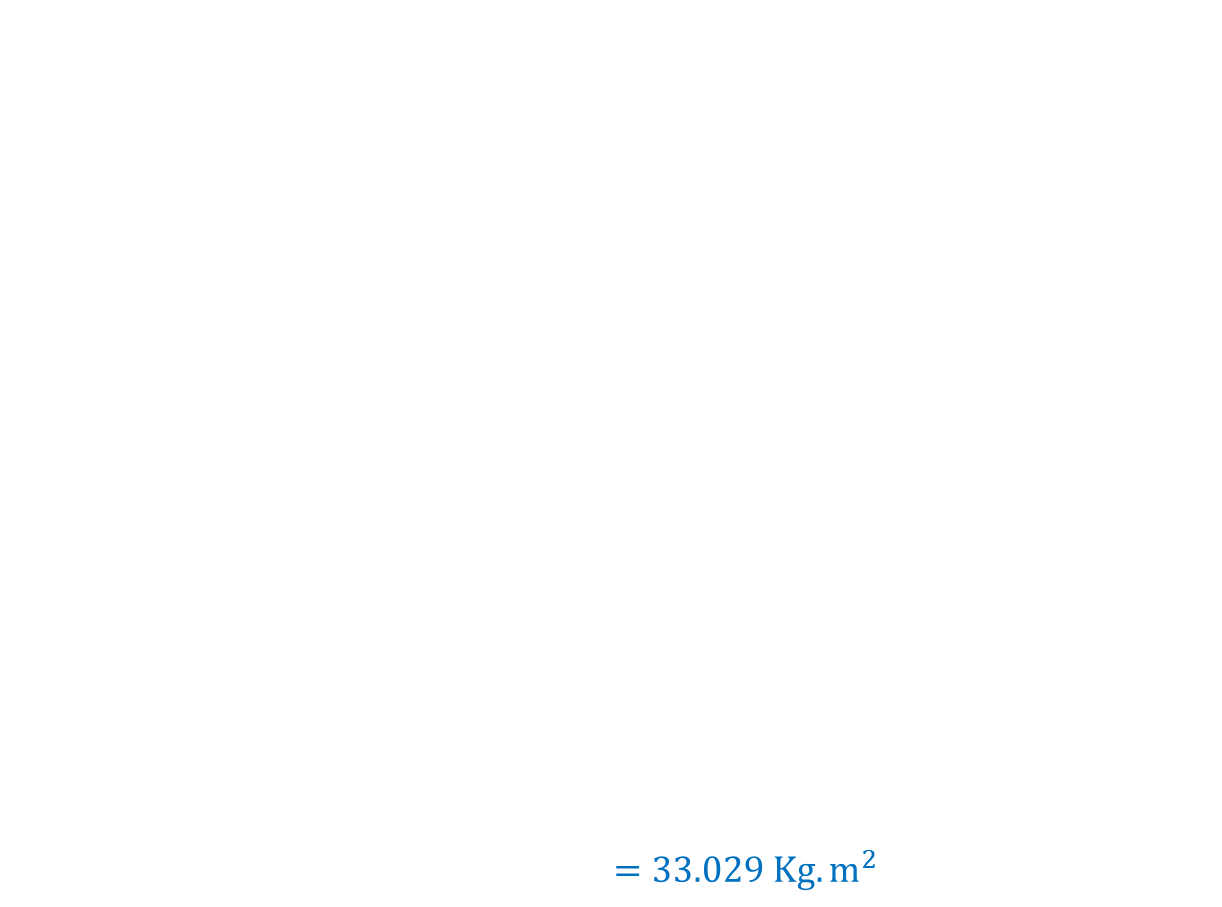 = 33.029 Kg. m²